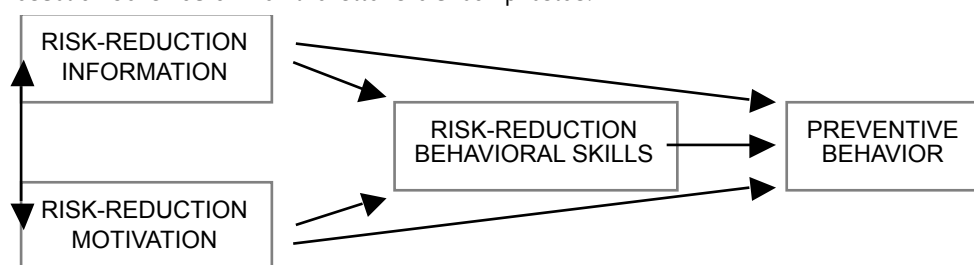 RISK-REDUCTION
INFORMATION
RISK-REDUCTION
BEHAVIORAL SKILLS
PREVENTIVE
BEHAVIOR
RISK-REDUCTION
MOTIVATION